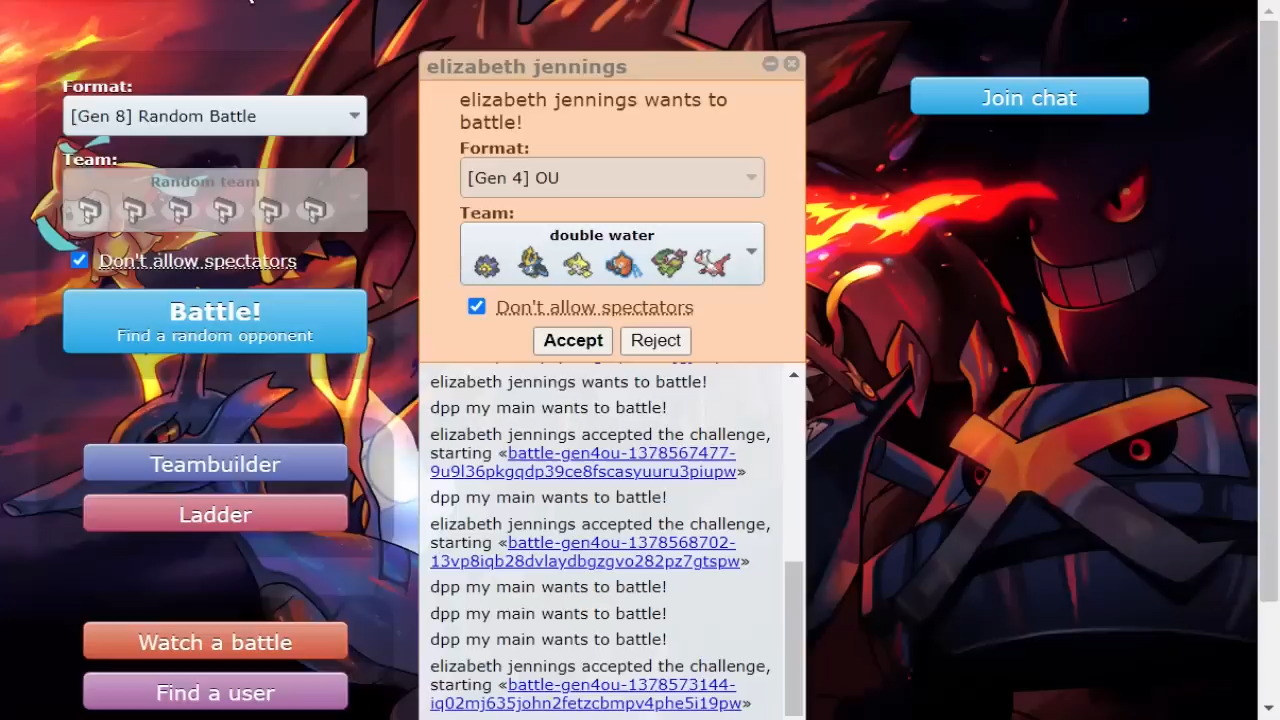 Format:
[Gen 8] Random Battle
Team:
Random team
Don't allow spectators
Battle!
Find a random opponent
Teambuilder
Ladder
Watch a battle
Find a user
elizabeth jennings
elizabeth jennings wants to
battle!
Format:
[Gen 4] OU
Team:
double water
Don't allow spectators
Accept Reject
elizabeth jennings wants to battle!
dpp my main wants to battle!
elizabeth jennings accepted the challenge,
starting «battle-gen4ou-1378567477-
9u9l36pkgqdp39ce8fscasyuuru3piupw»
dpp my main wants to battle!
elizabeth jennings accepted the challenge,
starting «battle-gen4ou-1378568702-
13vp8iqb28dvlaydbgzgvo282pz7gtspw»
dpp my main wants to battle!
dpp my main wants to battle!
dpp my main wants to battle!
elizabeth jennings accepted the challenge,
starting «battle-gen4ou-1378573144-
iq02mj635john2fetzcbmpv4phe5i19pw»
Join chat